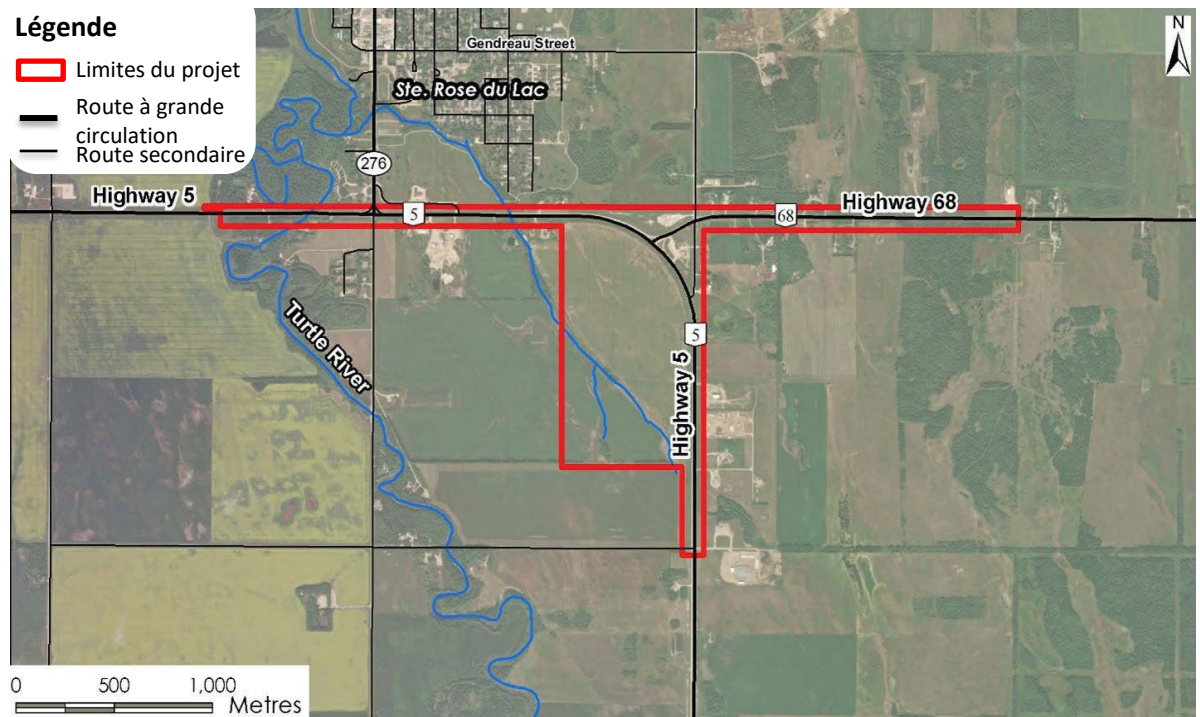 Légende
Limites du projet
Route à grande
circulation
Route secondaire
N
Gendreau Street
Ste. Rose du Lac
276
Highway 5
5
68
Highway 68
Turtle River
5
Highway 5
0 500 1,000
Metres